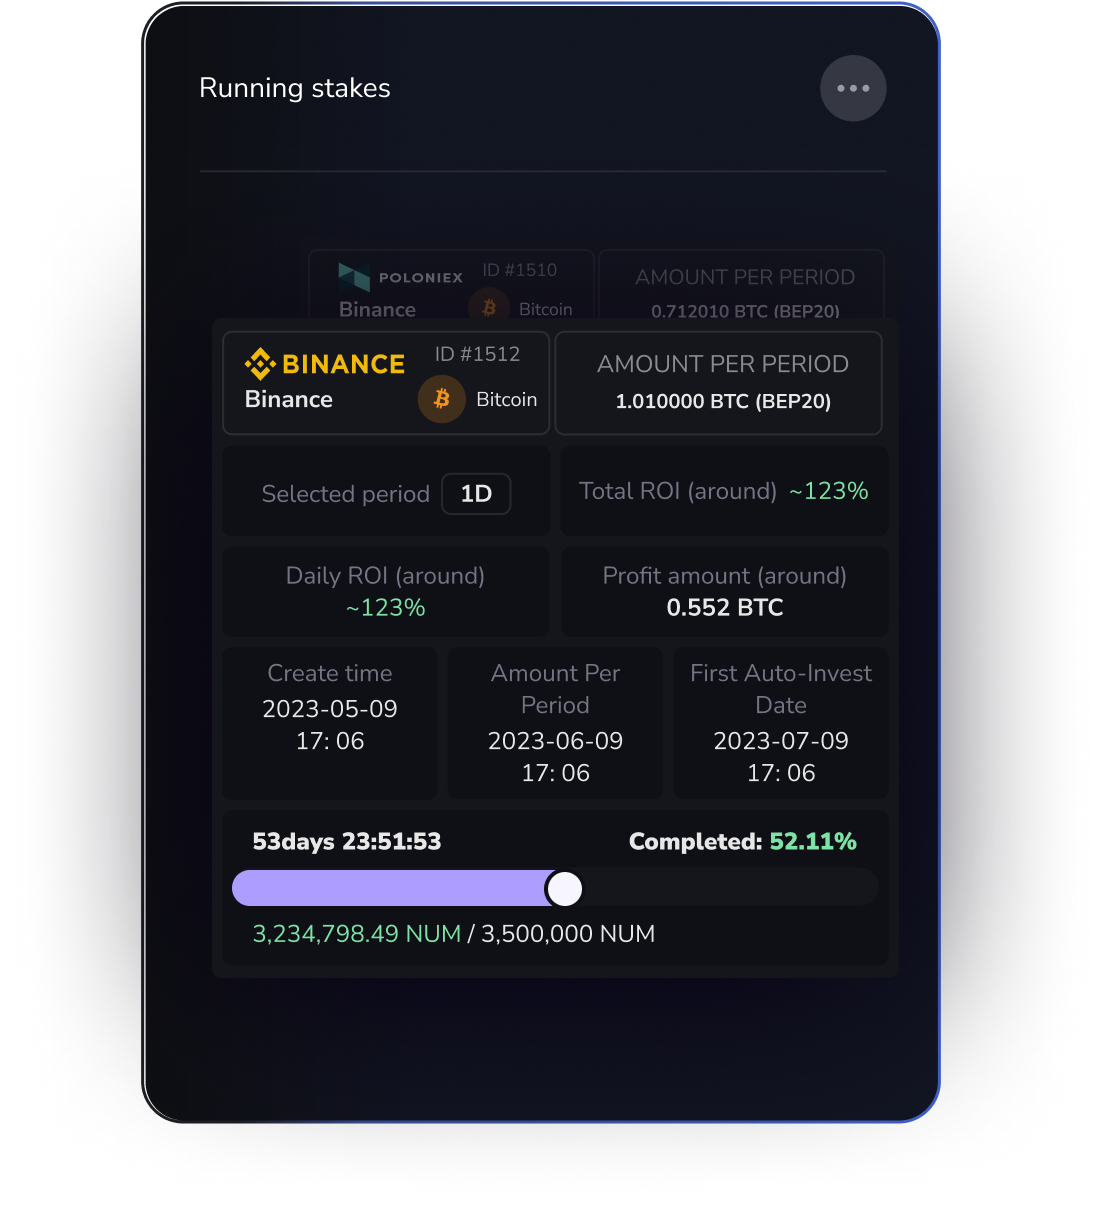 Running stakes
POLONIEX
ID #1510
Binance
Bitcoin
AMOUNT PER PERIOD
0.712010 BTC (BEP20)
BINANCE
ID #1512
Binance
Bitcoin
AMOUNT PER PERIOD
1.010000 BTC (BEP20)
Selected period 1D
Total ROI (around) ~123%
Daily ROI (around)
~123%
Profit amount (around)
0.552 BTC
Create time
2023-05-09
17: 06
Amount Per
Period
2023-06-09
17: 06
First Auto-Invest
Date
2023-07-09
17: 06
53days 23:51:53
Completed: 52.11%
3,234,798.49 NUM / 3,500,000 NUM